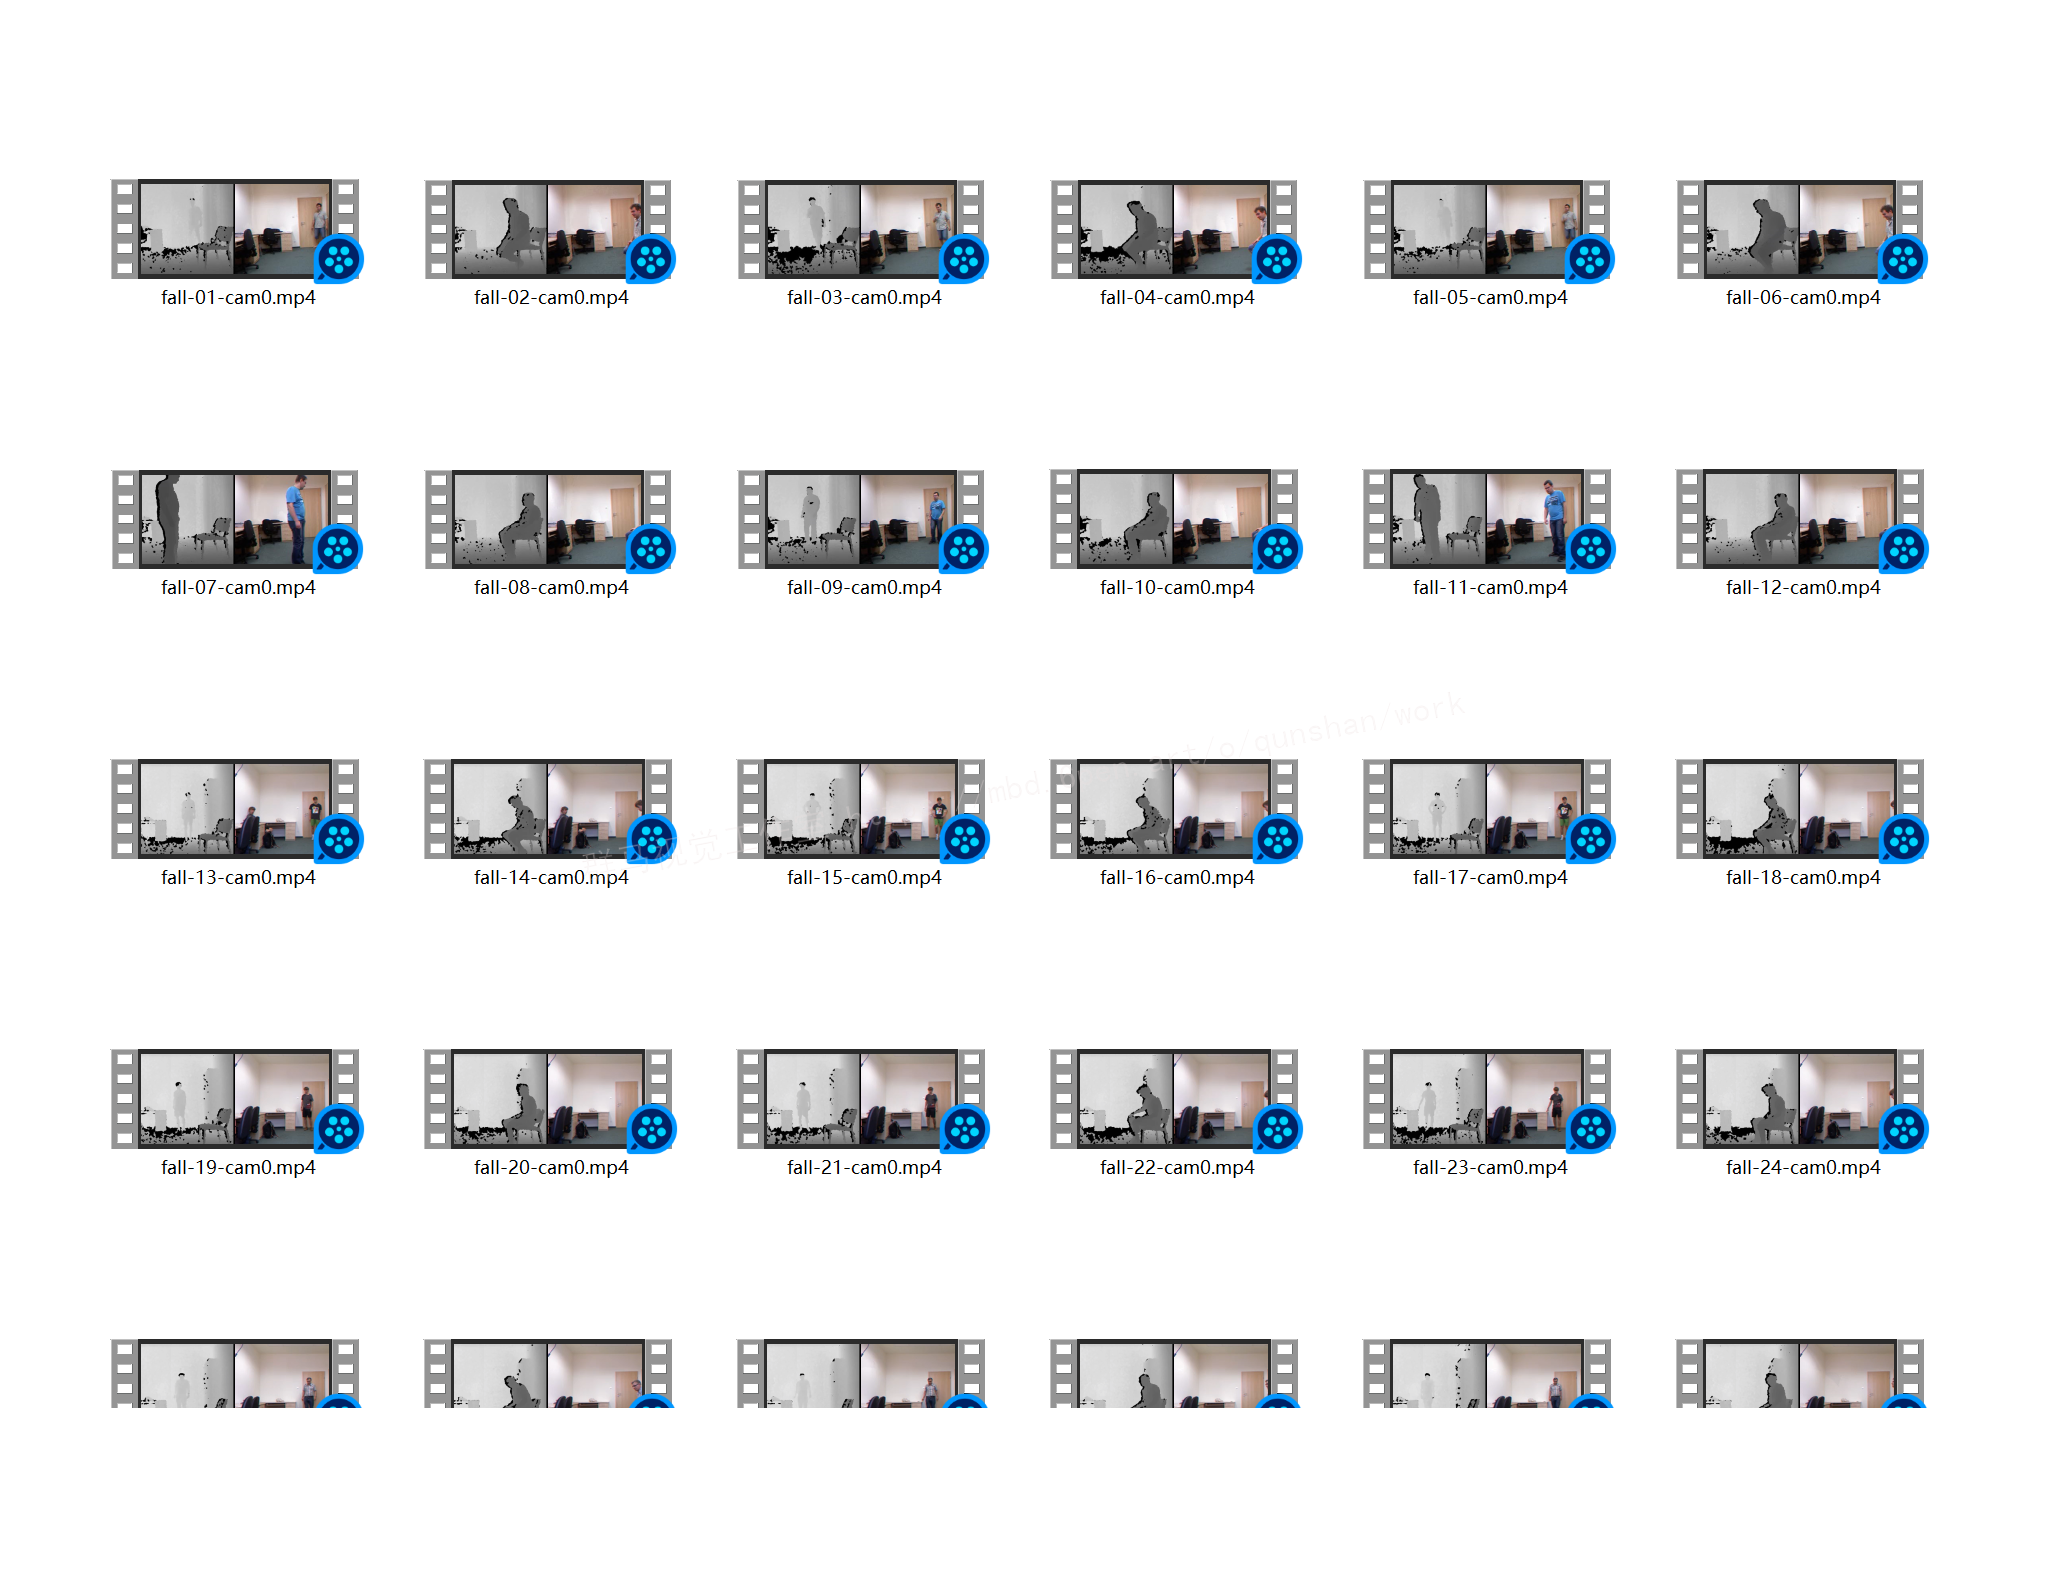 fall-01-cam0.mp4
fall-02-cam0.mp4
fall-03-cam0.mp4
fall-04-cam0.mp4
fall-05-cam0.mp4
fall-06-cam0.mp4
fall-07-cam0.mp4
fall-08-cam0.mp4
fall-09-cam0.mp4
fall-10-cam0.mp4
fall-11-cam0.mp4
fall-12-cam0.mp4
/o/qunshan/work
fall-13-cam0.mp4
fall-14-cam0.mp4
fall-15-cam0.mp4
fall-16-cam0.mp4
fall-17-cam0.mp4
fall-18-cam0.mp4
fall-19-cam0.mp4
fall-20-cam0.mp4
fall-21-cam0.mp4
fall-22-cam0.mp4
fall-23-cam0.mp4
fall-24-cam0.mp4